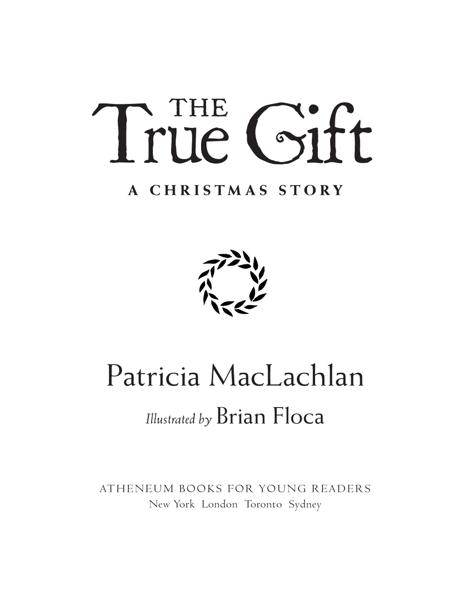 THE
True Gift
A CHRISTMAS STORY
Patricia MacLachlan
Illustrated by Brian Floca
ATHENEUM BOOKS FOR YOUNG READERS
New York London Toronto Sydney